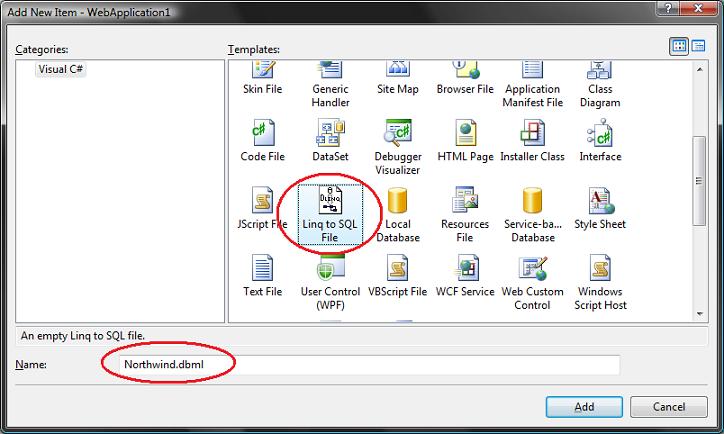 Add New Item - WebApplication1
Categories:
Templates:
Visual C#
Skin File
Generic Handler
Site Map
Browser File
Application Manifest File
Class Diagram
Code File
DataSet
Debugger Visualizer
HTML Page
Installer Class
Interface
JScript File
DLINQ
Linq to SQL File
Local Database
Resources File
Service-ba... Database
Style Sheet
Text File
User Control (WPF)
VBScript File
WCF Service
Web Custom Control
Windows Script Host
An empty Linq to SQL file.
Name:
Northwind.dbml
Add
Cancel